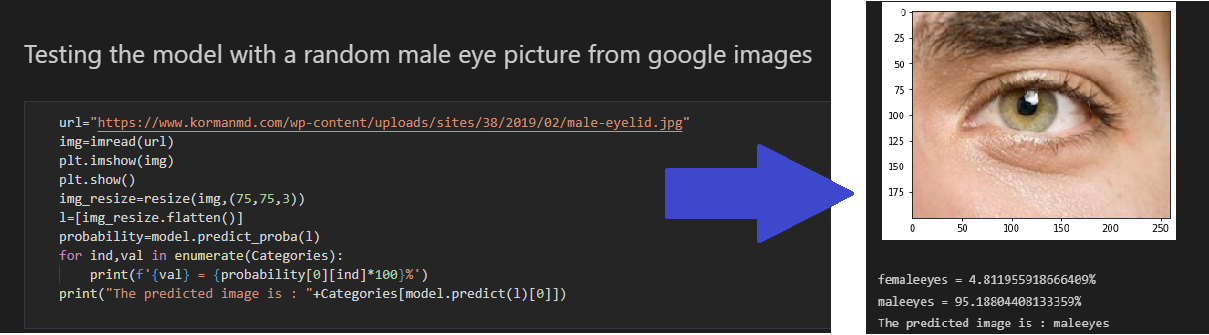 Testing the model with a random male eye picture from google images
url="https://www.kormanmd.com/wp-content/uploads/sites/38/2019/02/male-eyelid.jpg"
img=imread(url)
plt.imshow(img)
plt.show()
img_resize=resize(img,(75,75,3))
l=[img_resize.flatten()]
probability=model.predict_proba(l)
for ind,val in enumerate(Categories):
    print(f'{val} = {probability[0][ind]*100}%')
print("The predicted image is : "+Categories[model.predict(l)[0]])
0
25
50
75
100
125
150
175
0 50 100 150 200 250
femaleeyes = 4.811955918666409%
maleeyes = 95.18804408133359%
The predicted image is : maleeyes